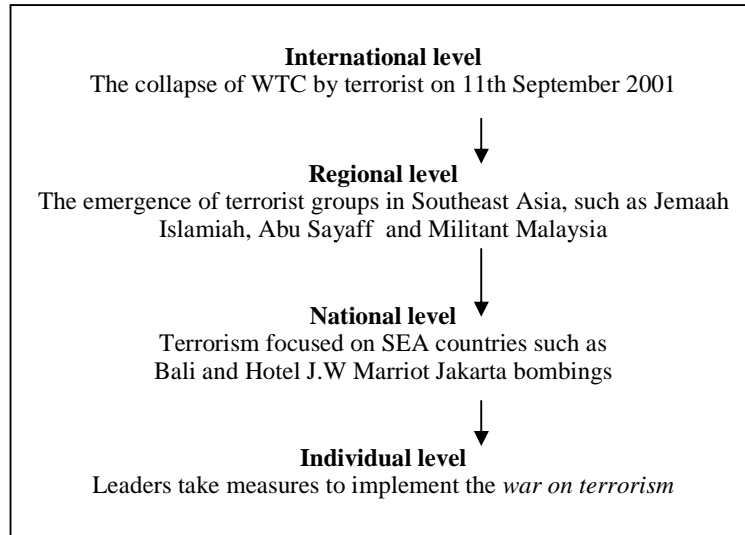 International level
The collapse of WTC by terrorist on 11th September 2001
Regional level
The emergence of terrorist groups in Southeast Asia, such as Jemaah
Islamiah, Abu Sayaff and Militant Malaysia
National level
Terrorism focused on SEA countries such as
Bali and Hotel J.W Marriot Jakarta bombings
Individual level
Leaders take measures to implement the war on terrorism